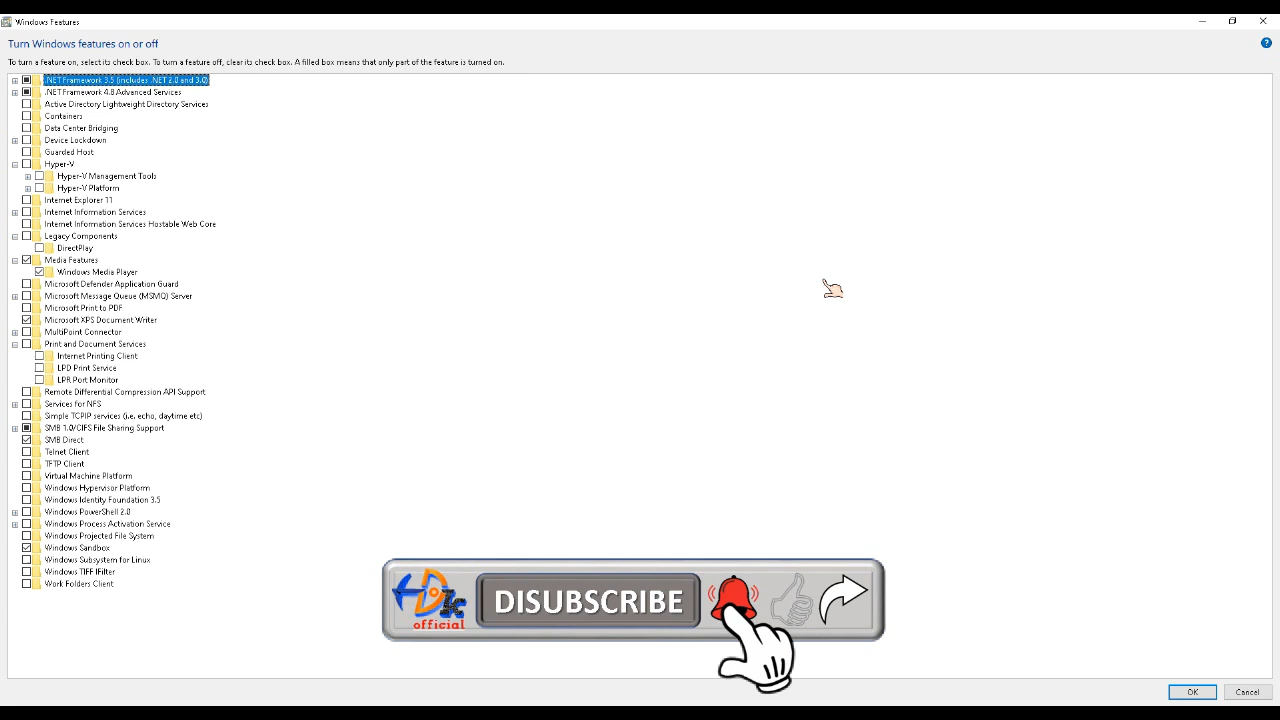 Windows Features
Turn Windows features on or off
To turn a feature on, select its check box. To turn a feature off, clear its check box. A filled box means that only part of the feature is turned on.
.NET Framework 3.5 (includes .NET 2.0 and 3.0)
.NET Framework 4.8 Advanced Services
Active Directory Lightweight Directory Services
Containers
Data Center Bridging
Device Lockdown
Guarded Host
Hyper-V
Hyper-V Management Tools
Hyper-V Platform
Internet Explorer 11
Internet Information Services
Internet Information Services Hostable Web Core
Legacy Components
DirectPlay
Media Features
Windows Media Player
Microsoft Defender Application Guard
Microsoft Message Queue (MSMQ) Server
Microsoft Print to PDF
Microsoft XPS Document Writer
MultiPoint Connector
Print and Document Services
Internet Printing Client
LPD Print Service
LPR Port Monitor
Remote Differential Compression API Support
Services for NFS
Simple TCPIP services (i.e. echo, daytime etc)
SMB 1.0/CIFS File Sharing Support
SMB Direct
Telnet Client
TFTP Client
Virtual Machine Platform
Windows Hypervisor Platform
Windows Identity Foundation 3.5
Windows PowerShell 2.0
Windows Process Activation Service
Windows Projected File System
Windows Sandbox
Windows Subsystem for Linux
Windows TIFF IFilter
Work Folders Client
HDk
official
DISUBSCRIBE
OK
Cancel